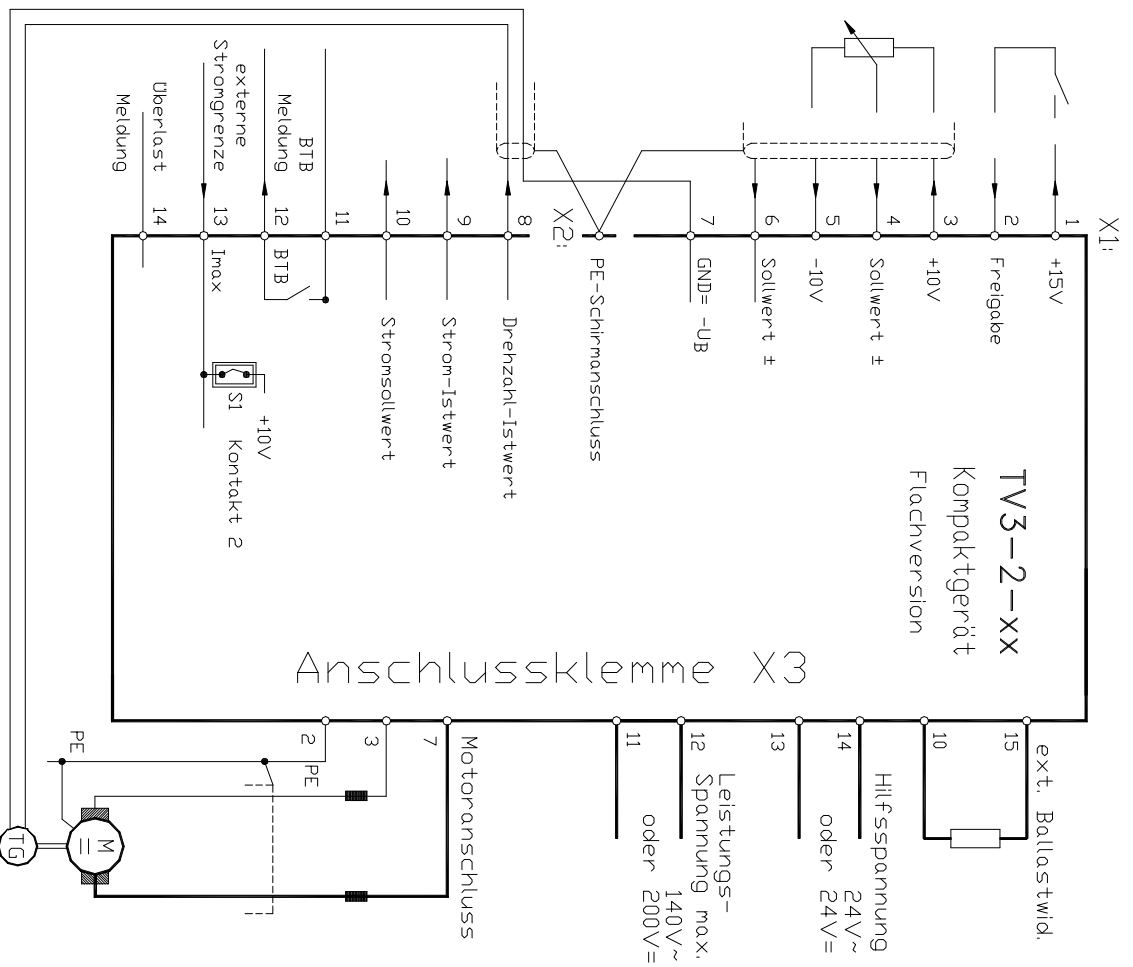 X1:
1
+15V
2
Freigabe
3
+10V
4
Sollwert ±
5
-10V
6
Sollwert ±
7
GND= -UB
PE-Schirmanschluss
X2:
8
Drehzahl-Istwert
9
Strom-Istwert
10
Stromsollwert
11
BTB
Meldung
12
BTB
externe
Stromgrenze
13
Imax
S1 Kontakt 2
+10V
14
Überlast
Meldung
TV3-2-xx
Kompaktgerät
Flachversion
Anschlussklemme X3
15
10
ext. Ballastwid.
14
13
Hilfsspannung
24V~
oder 24V=
12
11
Leistungs-
Spannung max.
140V~
oder 200V=
7
3
2
Motoranschluss
PE
PE
M
=
TG